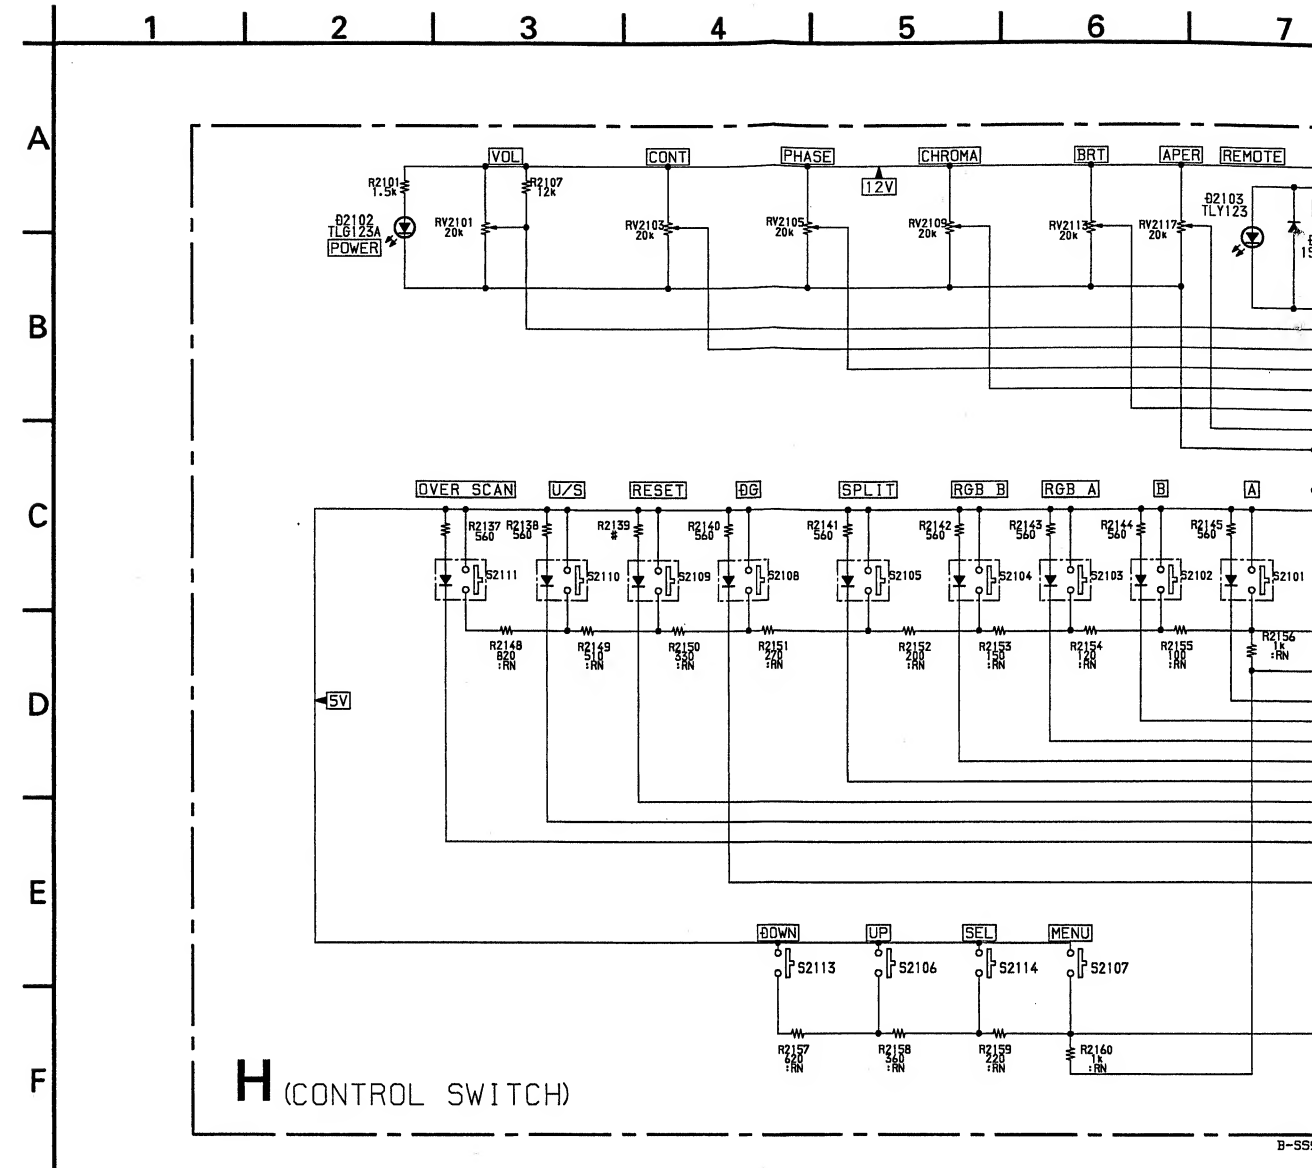 1 2 3 4 5 6 7
A
VOL CONT PHASE CHROMA BRT APER REMOTE
12V
R2101
1.5k
R2107
12k
D2102
TLG123A
POWER
RV2101
20k
RV2103
20k
RV2105
20k
RV2109
20k
RV2113
20k
RV2117
20k
D2103
TLY123
B
C
OVER SCAN U/S RESET DG SPLIT RGB B RGB A B A
R2137
560
R2138
560
R2139
#
R2140
560
R2141
560
R2142
560
R2143
560
R2144
560
R2145
560
S2111 S2110 S2109 S2108 S2105 S2104 S2103 S2102 S2101
R2148
820
:RN
R2149
510
:RN
R2150
330
:RN
R2151
270
:RN
R2152
200
:RN
R2153
150
:RN
R2154
120
:RN
R2155
100
:RN
R2156
1k
:RN
D
5V
E
DOWN UP SEL MENU
S2113 S2106 S2114 S2107
R2157
620
:RN
R2158
360
:RN
R2159
220
:RN
R2160
1k
:RN
F
H (CONTROL SWITCH)
B-SS